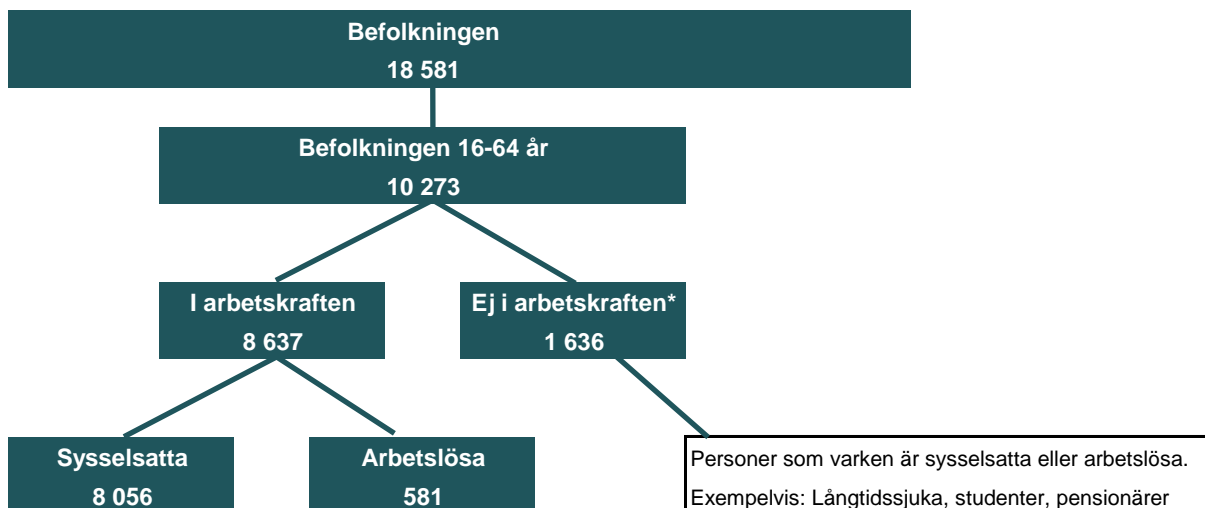 Befolkningen
18 581
Befolkningen 16-64 år
10 273
I arbetskraften
8 637
Ej i arbetskraften*
1 636
Sysselsatta
8 056
Arbetslösa
581
Personer som varken är sysselsatta eller arbetslösa.
Exempelvis: Långtidssjuka, studenter, pensionärer